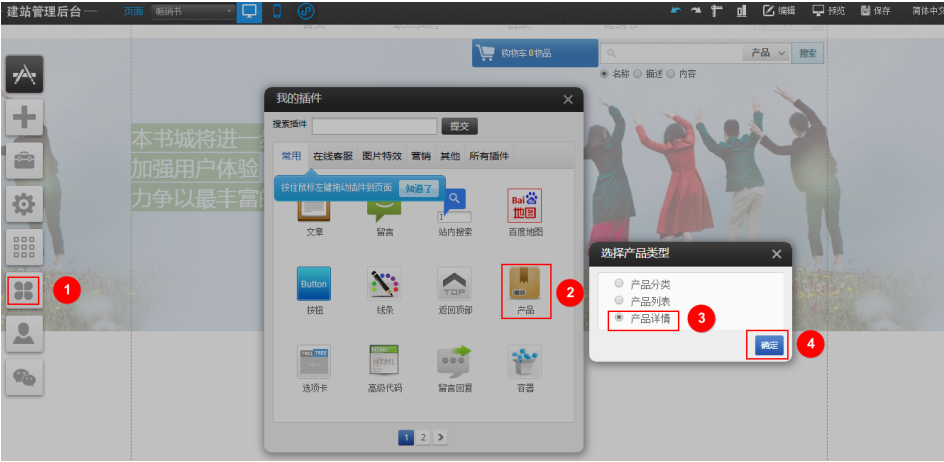 建站管理后台
页面 畅销书
编辑 预览 保存 简体中文
购物车 0物品
产品 搜索
名称 描述 内容
本书城将进一步
加强用户体验
力争以最丰富的
我的插件
搜索插件 提交
常用 在线客服 图片特效 营销 其他 所有插件
按住鼠标左键拖动插件到页面 知道了
Bai 地图
文章 留言 站内搜索 百度地图
Button
TOP
按钮 线条 返回顶部 产品
HTML
HTML
选项卡 高级代码 留言回复 容器
1 2
选择产品类型
产品分类
产品列表
产品详情
确定
1
2
3
4